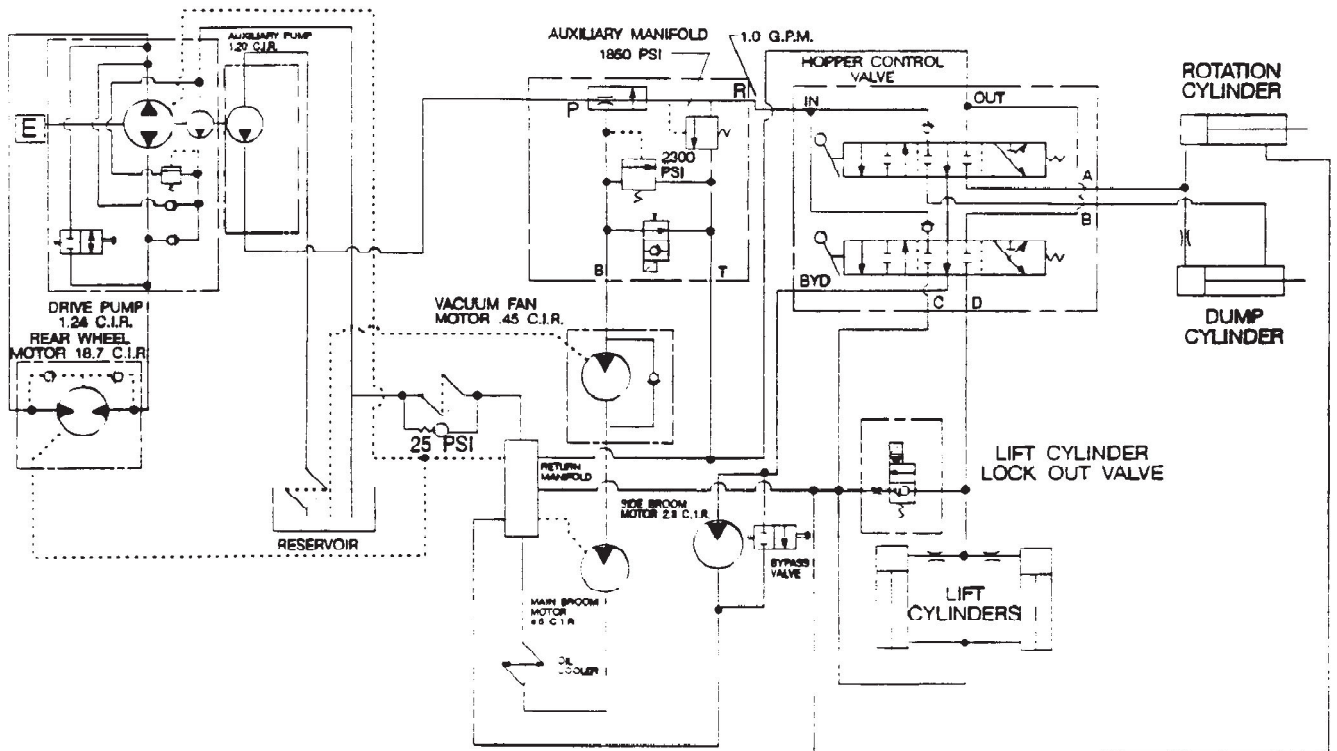 AUXILIARY PUMP
1.20 C.I.R.
E
DRIVE PUMP
1.24 C.I.R.
REAR WHEEL
MOTOR 18.7 C.I.R
AUXILIARY MANIFOLD
1850 PSI
1.0 G.P.M.
P
R
2300
PSI
B
T
HOPPER CONTROL
VALVE
IN
OUT
A
B
BYD
C
D
ROTATION
CYLINDER
DUMP
CYLINDER
VACUUM FAN
MOTOR .45 C.I.R.
25 PSI
RETURN
MANIFOLD
RESERVOIR
SIDE BROOM
MOTOR 2.8 C.I.R.
BYPASS
VALVE
LIFT CYLINDER
LOCK OUT VALVE
LIFT
CYLINDERS
MAIN BROOM
MOTOR
C.I.R
OIL
COOLER